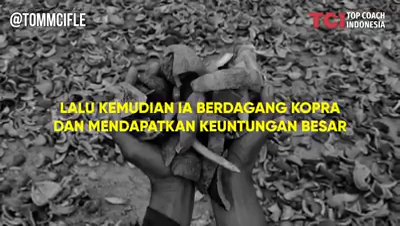 @TOMMCIFLE
TCI TOP COACH
INDONESIA
LALU KEMUDIAN IA BERDAGANG KOPRA
DAN MENDAPATKAN KEUNTUNGAN BESAR